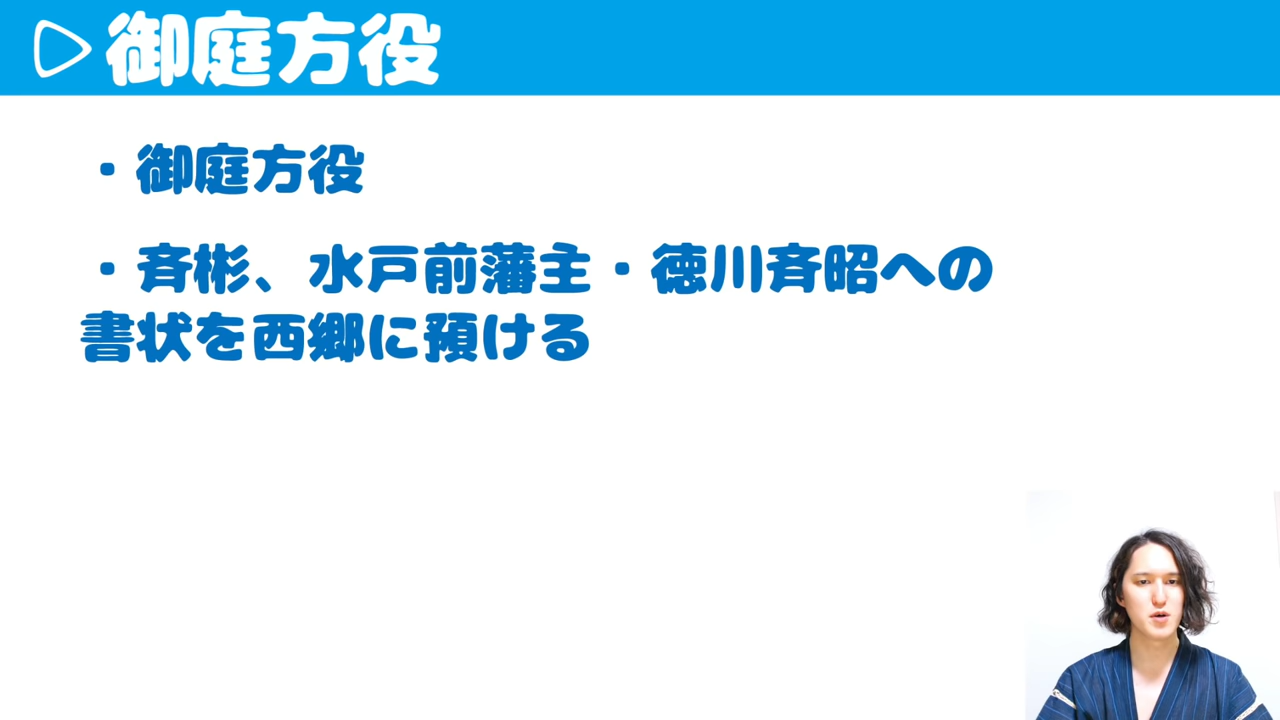 御庭方役
・御庭方役
・斉彬、水戸前藩主・徳川斉昭への
書状を西郷に預ける